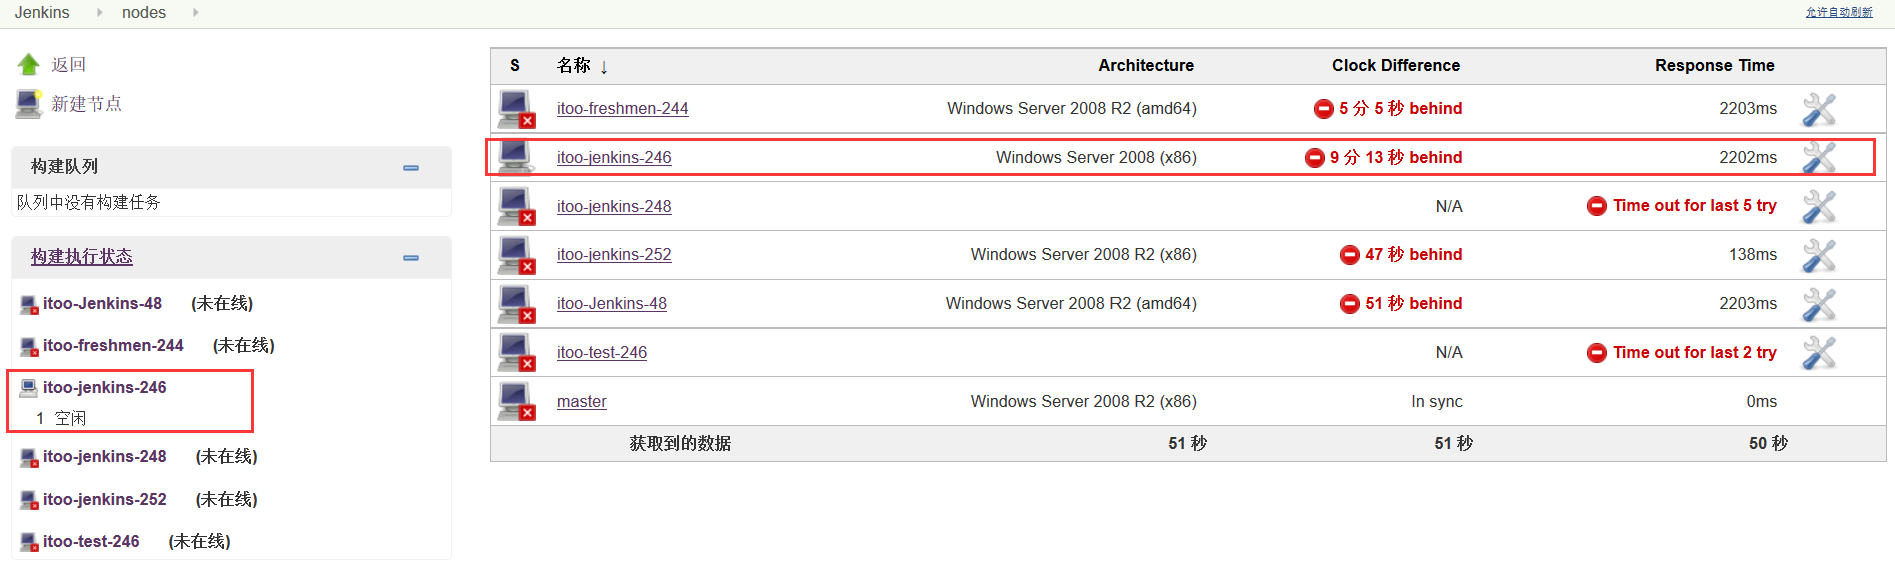 Jenkins nodes 允许自动刷新
返回
新建节点
构建队列
队列中没有构建任务
构建执行状态
itoo-Jenkins-48 (未在线)
itoo-freshmen-244 (未在线)
itoo-jenkins-246
1 空闲
itoo-jenkins-248 (未在线)
itoo-jenkins-252 (未在线)
itoo-test-246 (未在线)
S 名称 ↓ Architecture Clock Difference Response Time
itoo-freshmen-244 Windows Server 2008 R2 (amd64) 5 分 5 秒 behind 2203ms
itoo-jenkins-246 Windows Server 2008 (x86) 9 分 13 秒 behind 2202ms
itoo-jenkins-248 N/A Time out for last 5 try
itoo-jenkins-252 Windows Server 2008 R2 (x86) 47 秒 behind 138ms
itoo-Jenkins-48 Windows Server 2008 R2 (amd64) 51 秒 behind 2203ms
itoo-test-246 N/A Time out for last 2 try
master Windows Server 2008 R2 (x86) In sync 0ms
获取到的数据 51 秒 51 秒 50 秒